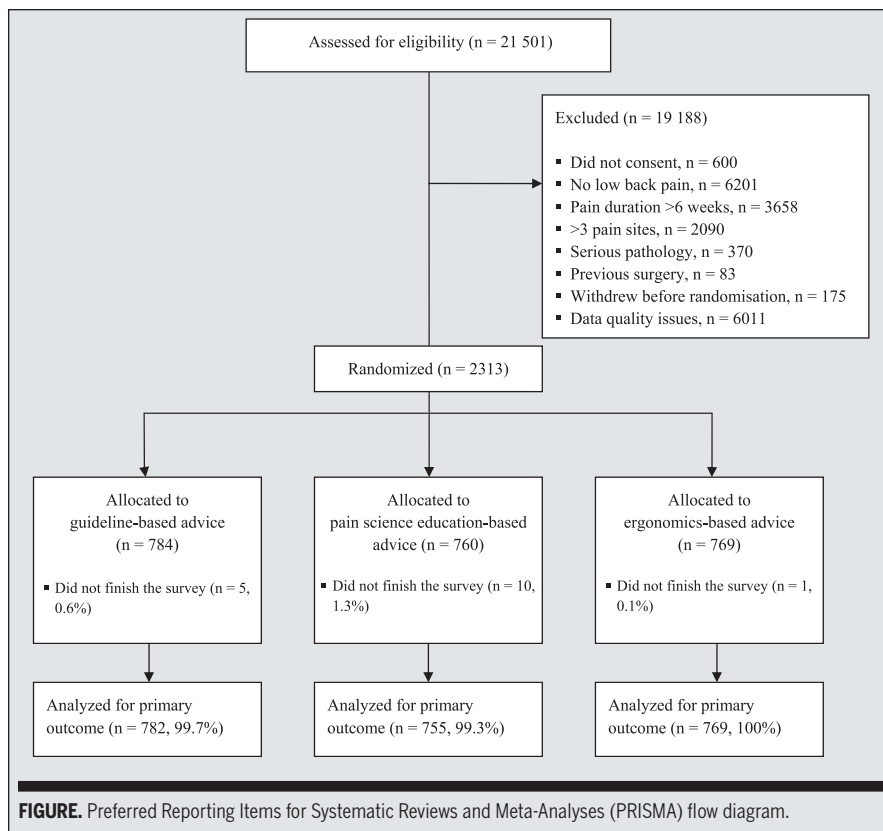 Assessed for eligibility (n = 21 501)
Excluded (n = 19 188)
▪ Did not consent, n = 600
▪ No low back pain, n = 6201
▪ Pain duration >6 weeks, n = 3658
▪ >3 pain sites, n = 2090
▪ Serious pathology, n = 370
▪ Previous surgery, n = 83
▪ Withdrew before randomisation, n = 175
▪ Data quality issues, n = 6011
Randomized (n = 2313)
Allocated to
guideline-based advice
(n = 784)
▪ Did not finish the survey (n = 5,
0.6%)
Allocated to
pain science education-based
advice (n = 760)
▪ Did not finish the survey (n = 10,
1.3%)
Allocated to
ergonomics-based advice
(n = 769)
▪ Did not finish the survey (n = 1,
0.1%)
Analyzed for primary
outcome (n = 782, 99.7%)
Analyzed for primary
outcome (n = 755, 99.3%)
Analyzed for primary
outcome (n = 769, 100%)
FIGURE. Preferred Reporting Items for Systematic Reviews and Meta-Analyses (PRISMA) flow diagram.